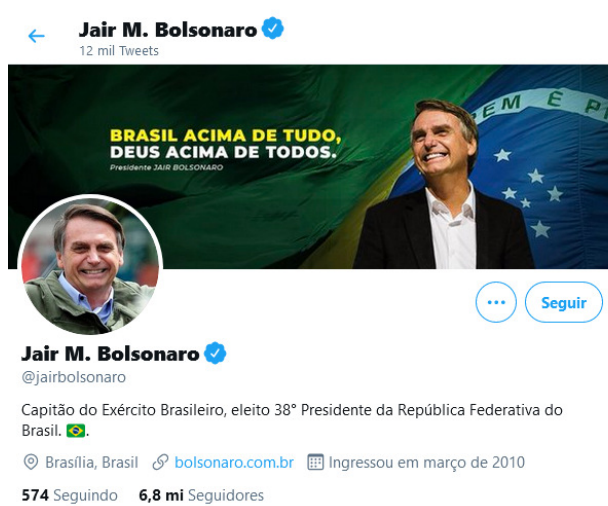 Jair M. Bolsonaro
12 mil Tweets
EM E P
BRASIL ACIMA DE TUDO,
DEUS ACIMA DE TODOS.
Presidente JAIR BOLSONARO
Seguir
Jair M. Bolsonaro
@jairbolsonaro
Capitão do Exército Brasileiro, eleito 38° Presidente da República Federativa do
Brasil. 🇧🇷.
Brasília, Brasil bolsonaro.com.br Ingressou em março de 2010
574 Seguindo 6,8 mi Seguidores